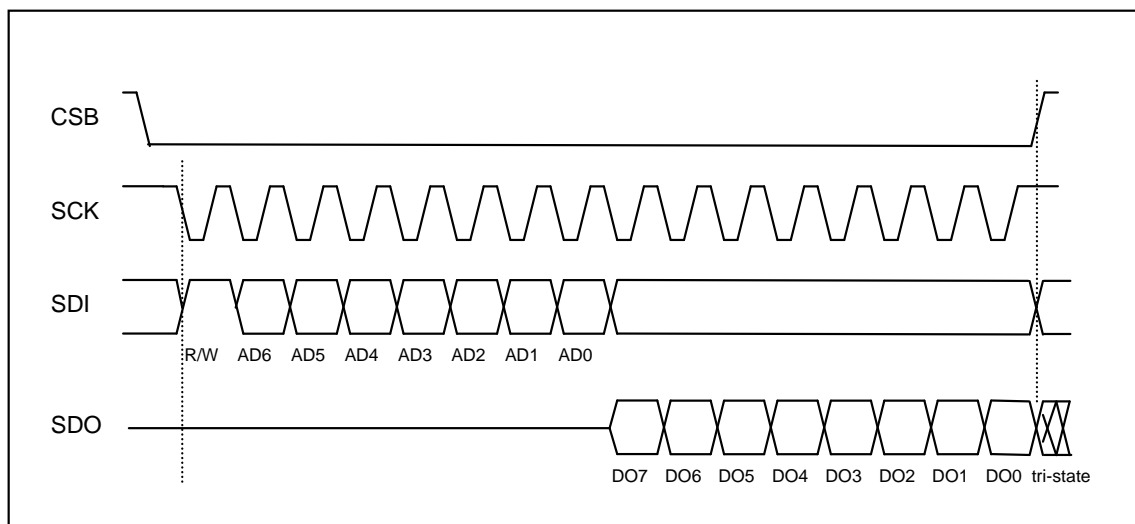 CSB
SCK
SDI
R/W AD6 AD5 AD4 AD3 AD2 AD1 AD0
SDO
DO7 DO6 DO5 DO4 DO3 DO2 DO1 DO0 tri-state